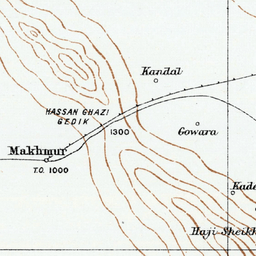 Kandal
HASSAN GHAZI
GEDIK
1300
Gowara
Makhmur
T.O. 1000
Kade
Haji Sheikh